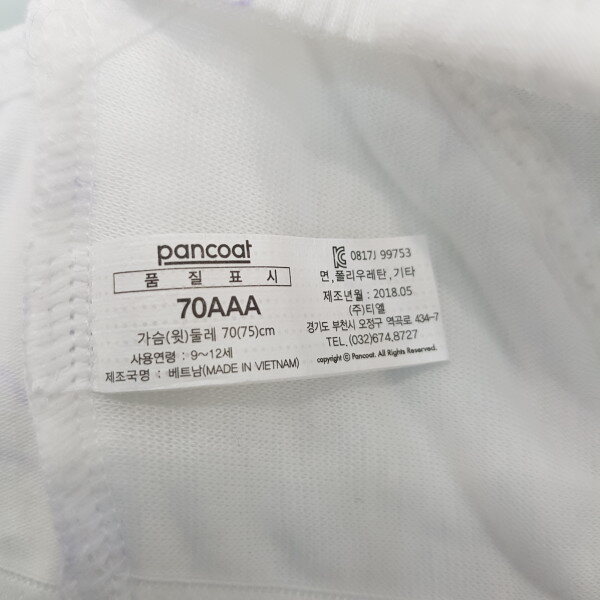 pancoat
품 질 표 시
70AAA
가슴(윗)둘레 70(75)cm
사용연령 : 9~12세
제조국명 : 베트남(MADE IN VIETNAM)
KC 0817J 99753
면,폴리우레탄,기타
제조년월 : 2018.05
(주)티엘
경기도 부천시 오정구 역곡로 434-7
TEL.(032)674.8727
copyright ⓒ Pancoat. All Rights Reserved.